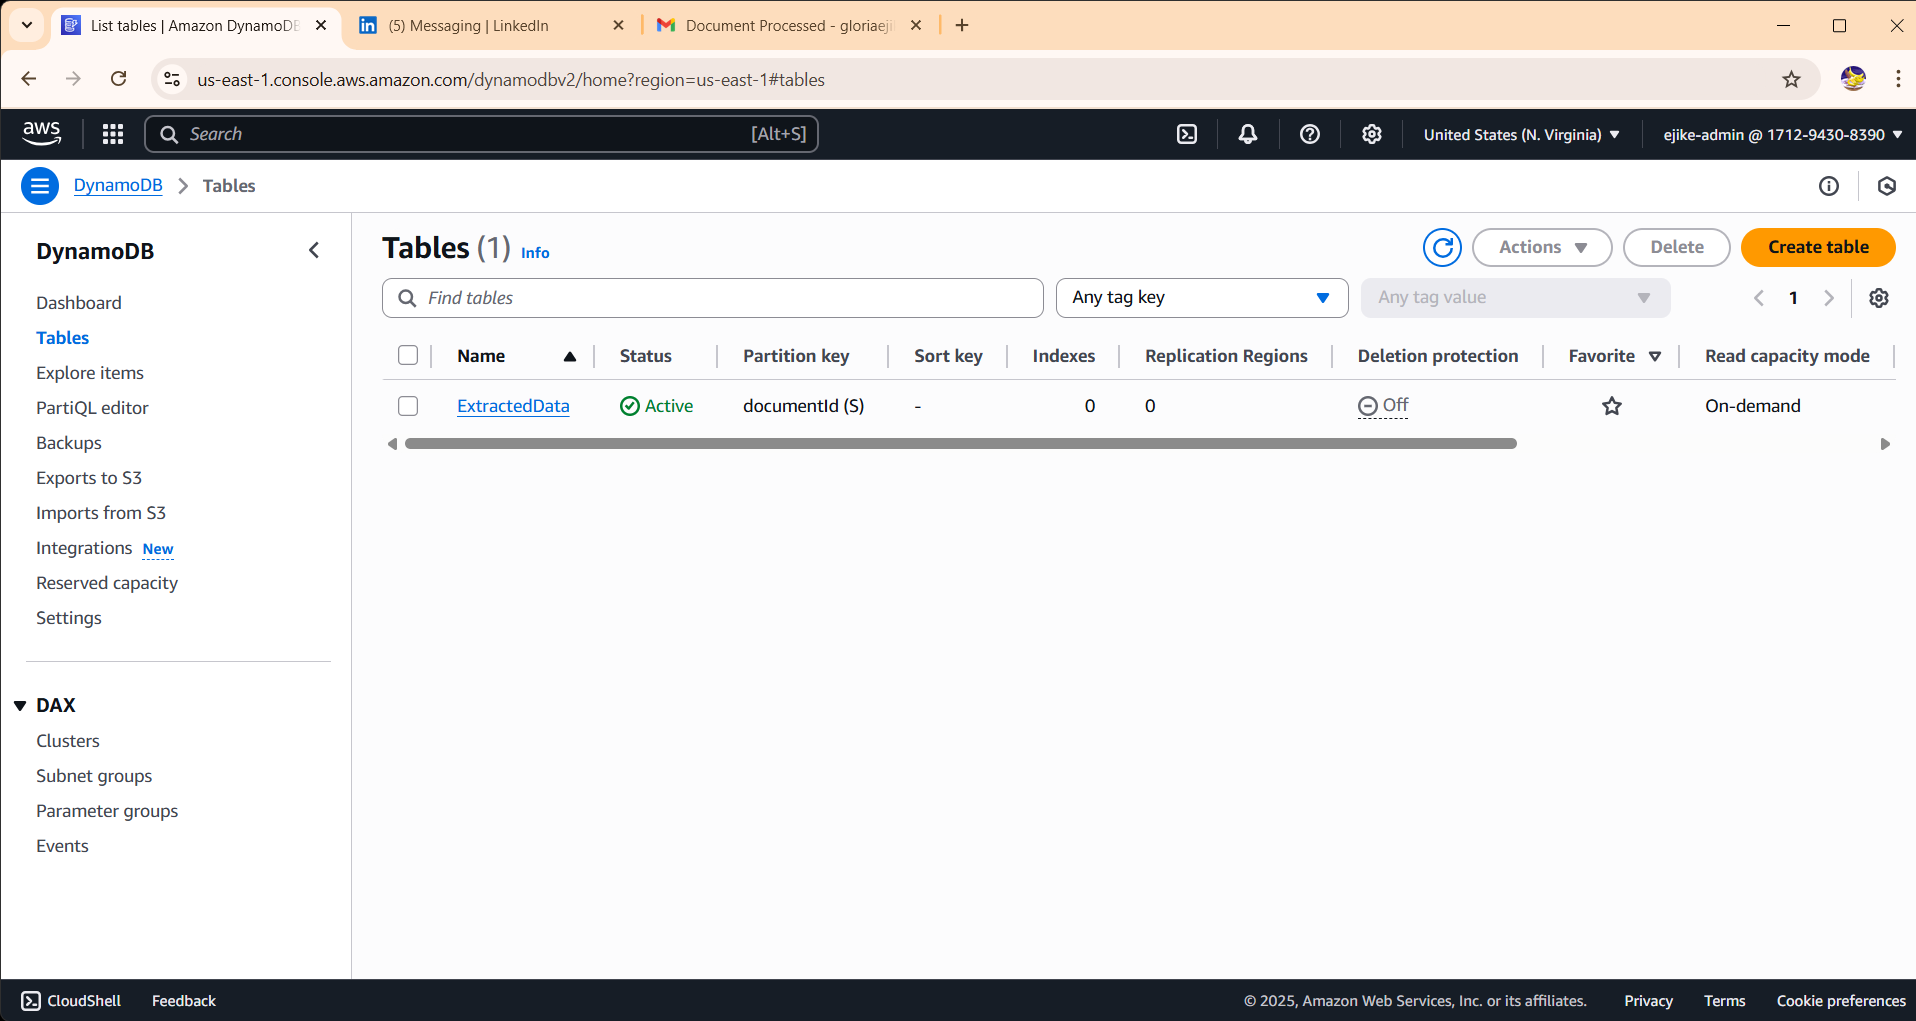 List tables | Amazon DynamoDB
(5) Messaging | LinkedIn
Document Processed - gloriaeji
us-east-1.console.aws.amazon.com/dynamodbv2/home?region=us-east-1#tables
aws
Search
[Alt+S]
United States (N. Virginia)
ejike-admin @ 1712-9430-8390
DynamoDB
Tables
DynamoDB
Dashboard
Tables
Explore items
PartiQL editor
Backups
Exports to S3
Imports from S3
Integrations New
Reserved capacity
Settings
DAX
Clusters
Subnet groups
Parameter groups
Events
Tables (1) Info
Actions
Delete
Create table
Find tables
Any tag key
Any tag value
1
Name Status Partition key Sort key Indexes Replication Regions Deletion protection Favorite Read capacity mode
ExtractedData Active documentId (S) - 0 0 Off On-demand
CloudShell Feedback
© 2025, Amazon Web Services, Inc. or its affiliates. Privacy Terms Cookie preferences